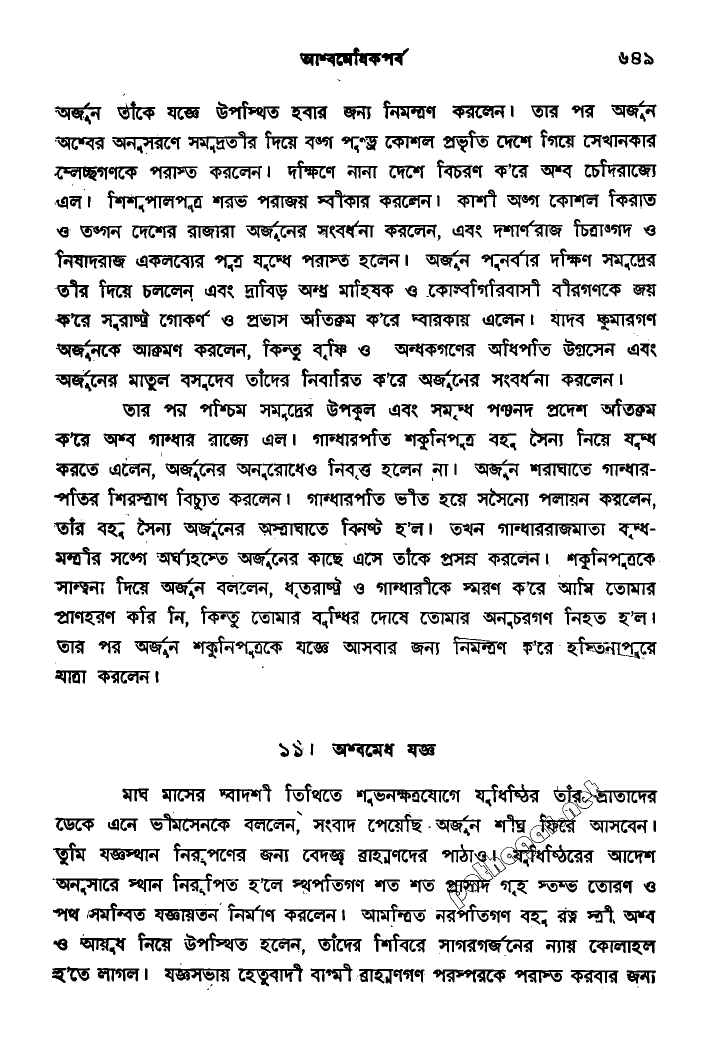 আশ্বমেধিকপর্ব ৬৪৯
অর্জুন তাঁকে যজ্ঞে উপস্থিত হবার জন্য নিমন্ত্রণ করলেন। তার পর অর্জুন
অশ্বের অনুসরণে সমুদ্রতীর দিয়ে বঙ্গ পুণ্ড্র কোশল প্রভৃতি দেশে গিয়ে সেখানকার
ম্লেচ্ছগণকে পরাস্ত করলেন। দক্ষিণে নানা দেশে বিচরণ ক'রে অশ্ব চেদিরাজ্যে
এল। শিশুপালপুত্র শরভ পরাজয় স্বীকার করলেন। কাশী অঙ্গ কোশল কিরাত
ও তঙ্গন দেশের রাজারা অর্জুনের সংবর্ধনা করলেন, এবং দশার্ণরাজ চিত্রাঙ্গদ ও
নিষাদরাজ একলব্যের পুত্র যুদ্ধে পরাস্ত হলেন। অর্জুন পুনর্বার দক্ষিণ সমুদ্রের
তীর দিয়ে চললেন এবং দ্রাবিড় অন্ধ্র মাহিষক ও কোল্বগিরিবাসী বীরগণকে জয়
ক'রে সুরাষ্ট্র গোকর্ণ ও প্রভাস অতিক্রম ক'রে দ্বারকায় এলেন। যাদব কুমারগণ
অর্জুনকে আক্রমণ করলেন, কিন্তু বৃষ্ণি ও অন্ধকগণের অধিপতি উগ্রসেন এবং
অর্জুনের মাতুল বসুদেব তাঁদের নিবারিত ক'রে অর্জুনের সংবর্ধনা করলেন।
তার পর পশ্চিম সমুদ্রের উপকূল এবং সমৃদ্ধ পঞ্চনদ প্রদেশ অতিক্রম
ক'রে অশ্ব গান্ধার রাজ্যে এল। গান্ধারপতি শকুনিপুত্র বহু সৈন্য নিয়ে যুদ্ধ
করতে এলেন, অর্জুনের অনুরোধেও নিবৃত্ত হলেন না। অর্জুন শরাঘাতে গান্ধার-
পতির শিরস্ত্রাণ বিচ্যুত করলেন। গান্ধারপতি ভীত হয়ে সসৈন্যে পলায়ন করলেন,
তাঁর বহু সৈন্য অর্জুনের অস্ত্রাঘাতে বিনষ্ট হ'ল। তখন গান্ধাররাজমাতা বৃদ্ধ-
মন্ত্রীর সঙ্গে অর্ঘ্যহস্তে অর্জুনের কাছে এসে তাঁকে প্রসন্ন করলেন। শকুনিপুত্রকে
সান্ত্বনা দিয়ে অর্জুন বললেন, ধৃতরাষ্ট্র ও গান্ধারীকে স্মরণ ক'রে আমি তোমার
প্রাণহরণ করি নি, কিন্তু তোমার বুদ্ধির দোষে তোমার অনুচরগণ নিহত হ'ল।
তার পর অর্জুন শকুনিপুত্রকে যজ্ঞে আসবার জন্য নিমন্ত্রণ ক'রে হস্তিনাপুরে
যাত্রা করলেন।
১১। অশ্বমেধ যজ্ঞ
মাঘ মাসের দ্বাদশী তিথিতে শুভনক্ষত্রযোগে যুধিষ্ঠির তাঁর ভ্রাতাদের
ডেকে এনে ভীমসেনকে বললেন, সংবাদ পেয়েছি অর্জুন শীঘ্র ফিরে আসবেন।
তুমি যজ্ঞস্থান নিরূপণের জন্য বেদজ্ঞ ব্রাহ্মণদের পাঠাও। যুধিষ্ঠিরের আদেশ
অনুসারে স্থান নিরূপিত হ'লে স্থপতিগণ শত শত প্রাসাদ গৃহ স্তম্ভ তোরণ ও
পথ সমন্বিত যজ্ঞায়তন নির্মাণ করলেন। আমন্ত্রিত নরপতিগণ বহু রত্ন স্ত্রী অশ্ব
ও আয়ুধ নিয়ে উপস্থিত হলেন, তাঁদের শিবিরে সাগরগর্জনের ন্যায় কোলাহল
হ'তে লাগল। যজ্ঞসভায় হেতুবাদী বাগ্মী ব্রাহ্মণগণ পরস্পরকে পরাস্ত করবার জন্য
pathagar.net